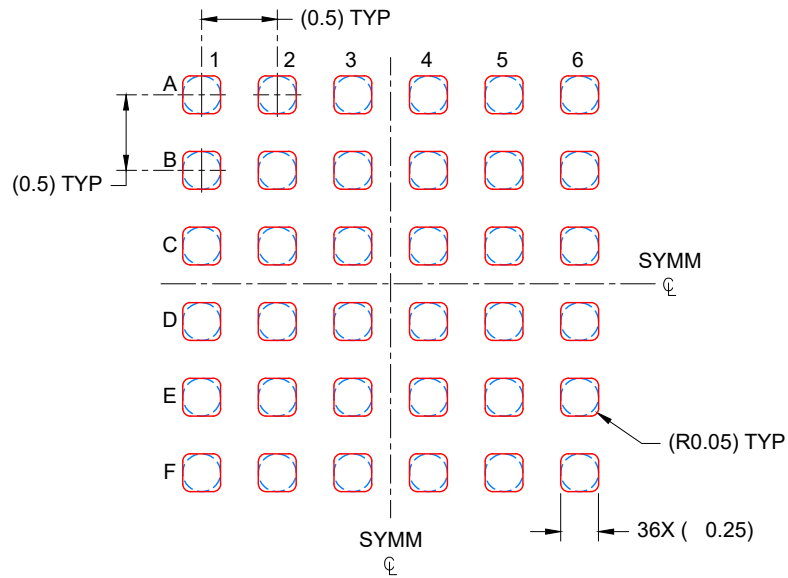 (0.5) TYP
1 2 3 4 5 6
A
B
(0.5) TYP
C
SYMM
℄
D
E
(R0.05) TYP
F
36X ( 0.25)
SYMM
℄